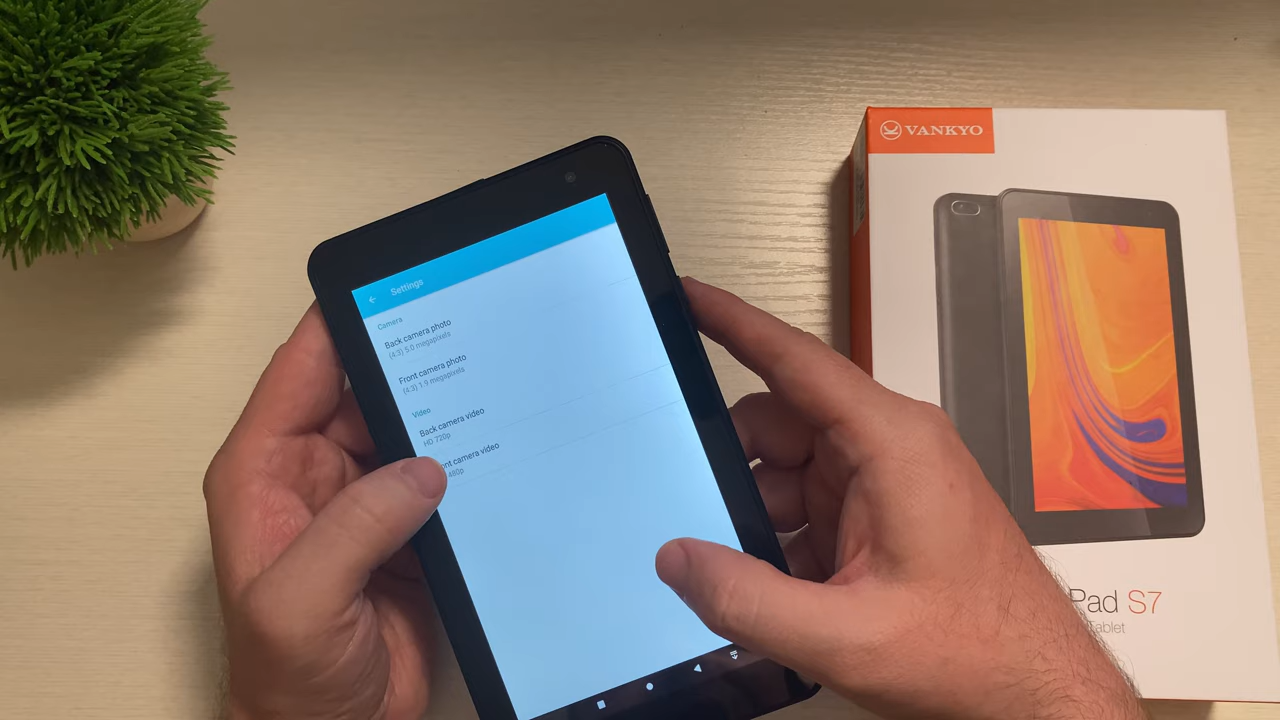 Settings
Camera
Back camera photo
(4:3) 5.0 megapixels
Front camera photo
(4:3) 1.9 megapixels
Video
Back camera video
HD 720p
camera video
480p
VANKYO
Pad S7
Tablet